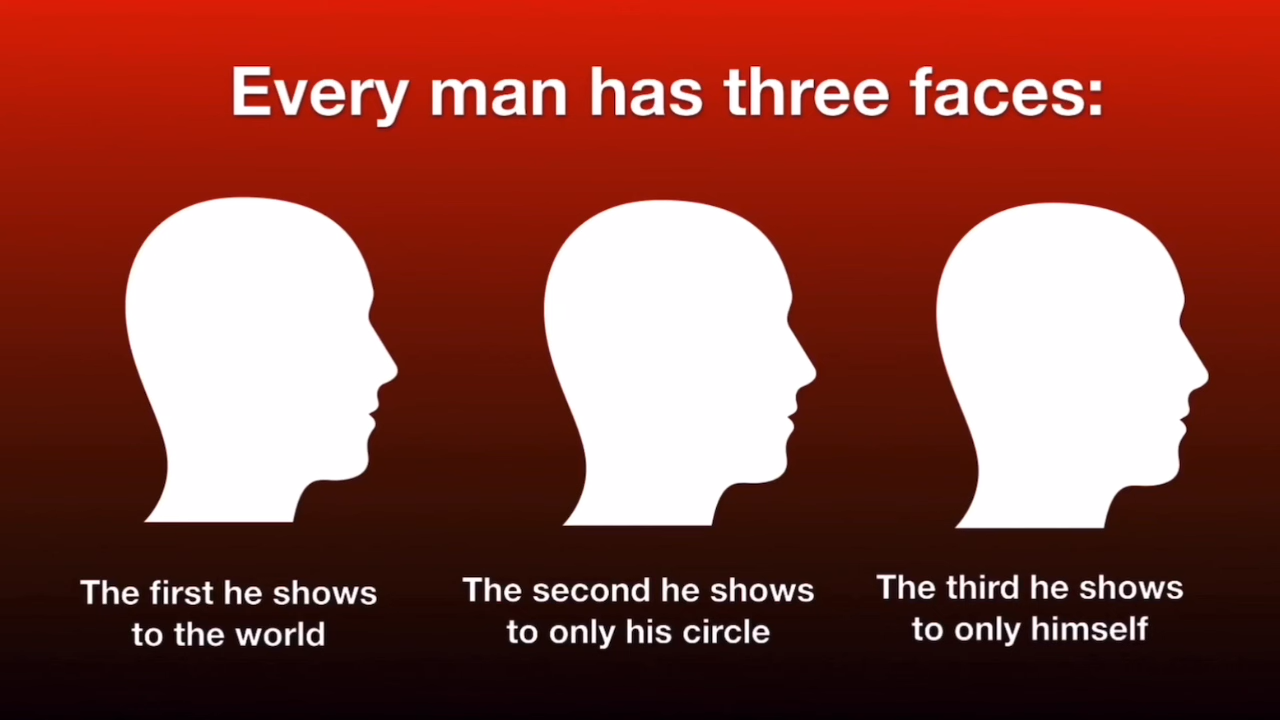 Every man has three faces:
The first he shows
to the world
The second he shows
to only his circle
The third he shows
to only himself